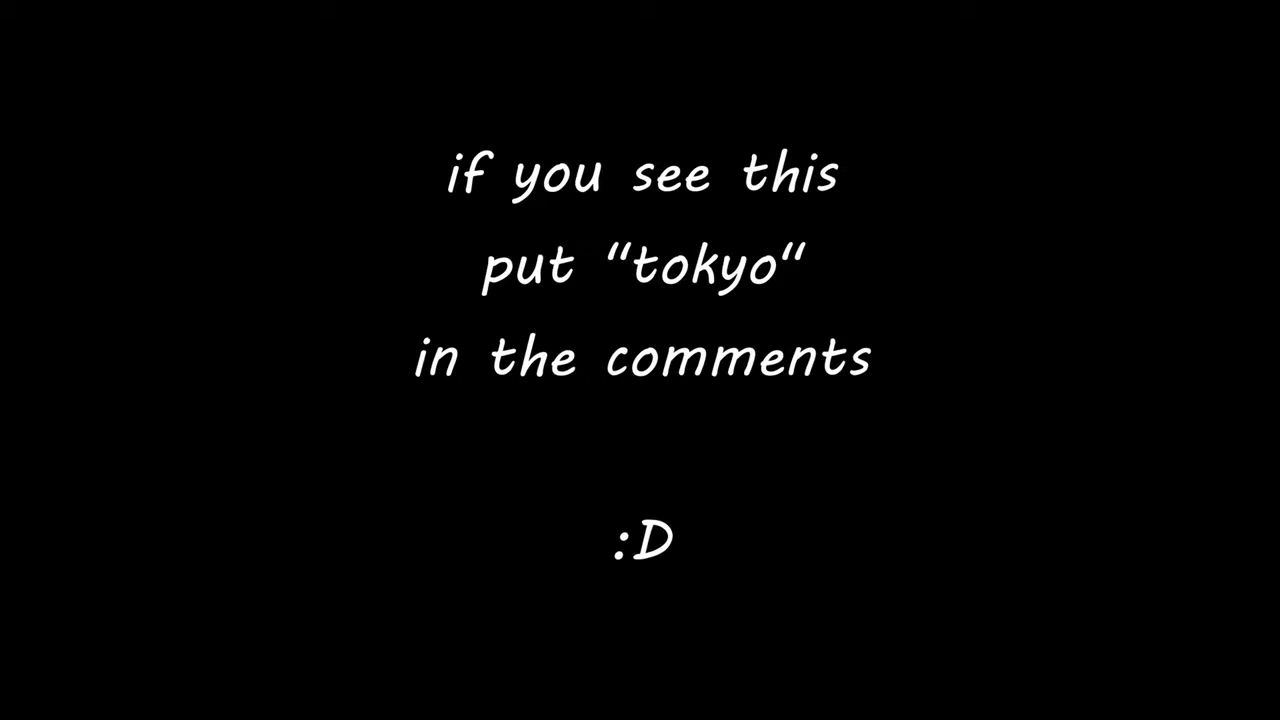 if you see this
put “tokyo“
in the comments
:D